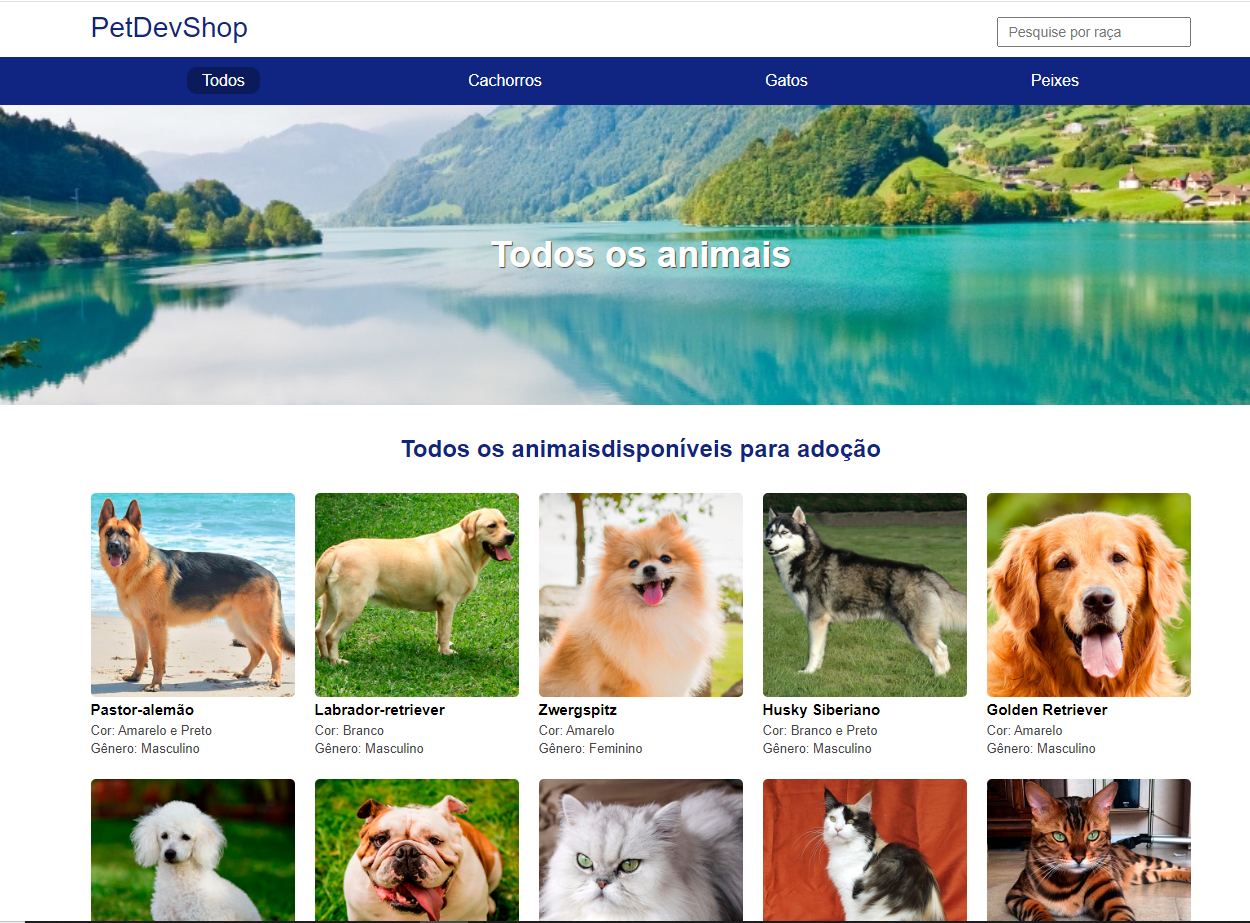 PetDevShop
Pesquise por raça
Todos
Cachorros
Gatos
Peixes
Todos os animais
Todos os animaisdisponíveis para adoção
Pastor-alemão
Cor: Amarelo e Preto
Gênero: Masculino
Labrador-retriever
Cor: Branco
Gênero: Masculino
Zwergspitz
Cor: Amarelo
Gênero: Feminino
Husky Siberiano
Cor: Branco e Preto
Gênero: Masculino
Golden Retriever
Cor: Amarelo
Gênero: Masculino